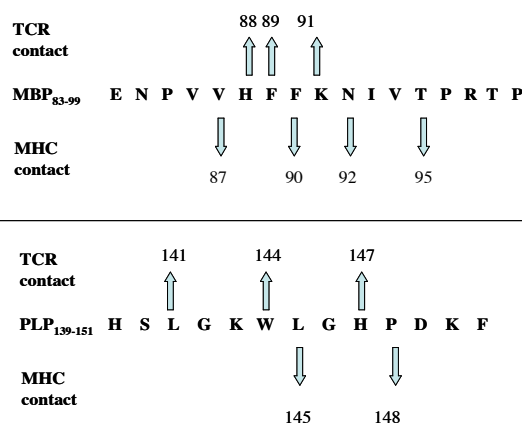 88 89 91
TCR
contact
MBP83-99 E N P V V H F F K N I V T P R T P
MHC
contact
87 90 92 95
TCR
contact
141 144 147
PLP139-151 H S L G K W L G H P D K F
MHC
contact
145 148